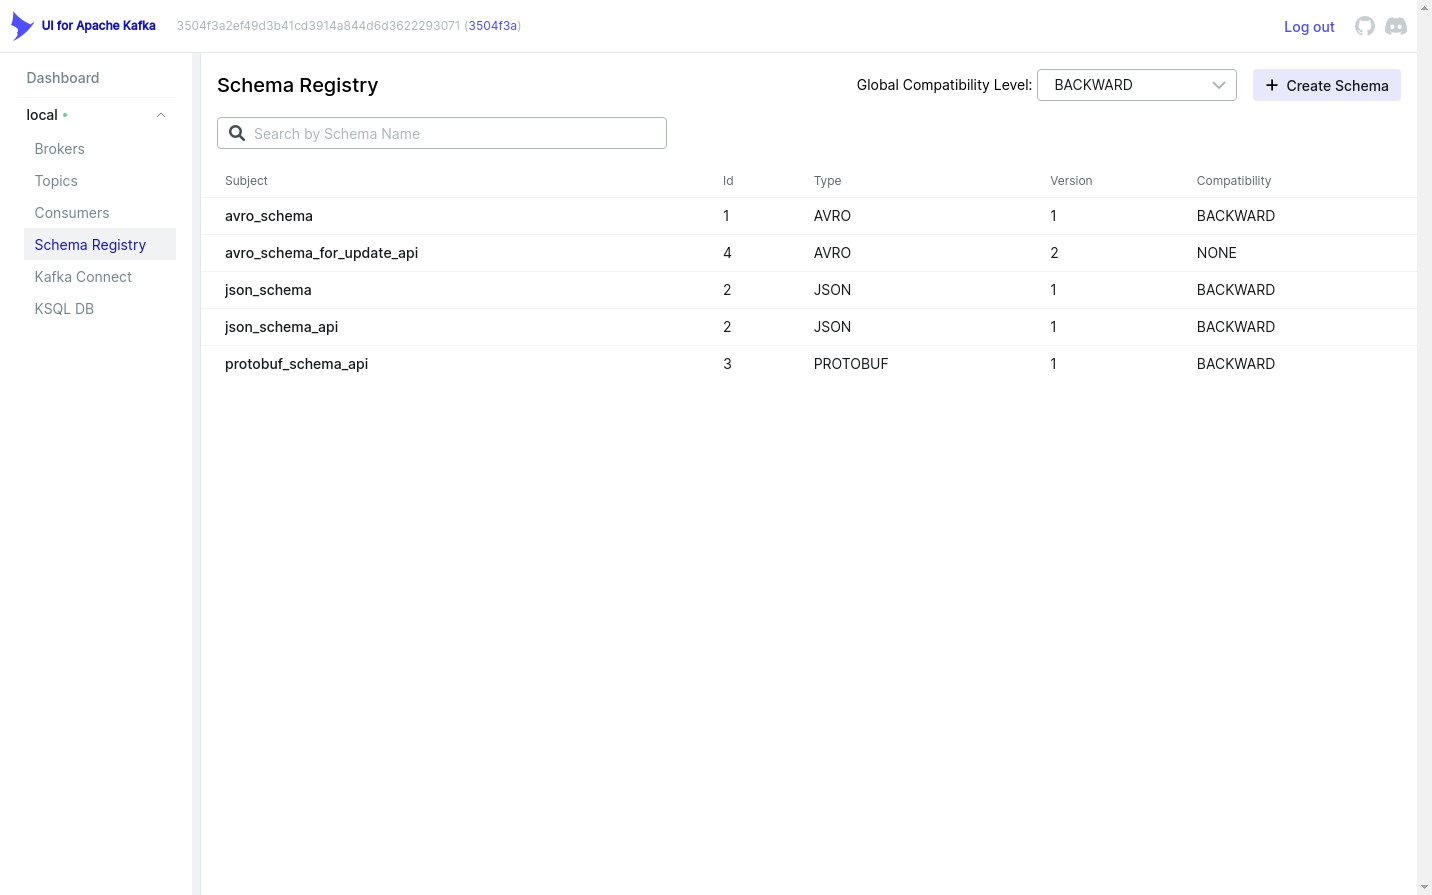 UI for Apache Kafka 3504f3a2ef49d3b41cd3914a844d6d3622293071 (3504f3a) Log out
Dashboard
local
Brokers
Topics
Consumers
Schema Registry
Kafka Connect
KSQL DB
Schema Registry Global Compatibility Level: BACKWARD Create Schema
Search by Schema Name
Subject Id Type Version Compatibility
avro_schema 1 AVRO 1 BACKWARD
avro_schema_for_update_api 4 AVRO 2 NONE
json_schema 2 JSON 1 BACKWARD
json_schema_api 2 JSON 1 BACKWARD
protobuf_schema_api 3 PROTOBUF 1 BACKWARD